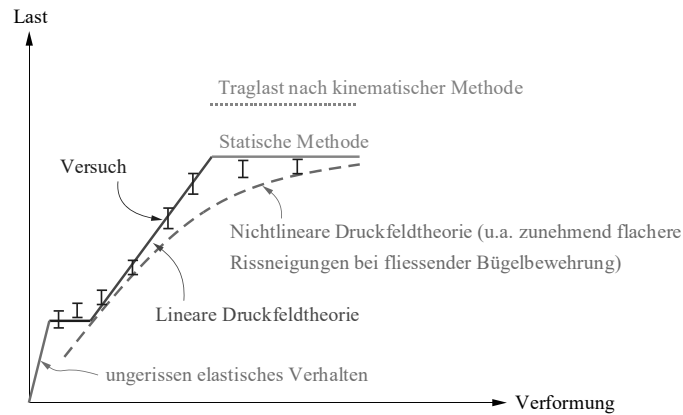 Last
Traglast nach kinematischer Methode
Statische Methode
Versuch
Nichtlineare Druckfeldtheorie (u.a. zunehmend flachere
Rissneigungen bei fliessender Bügelbewehrung)
Lineare Druckfeldtheorie
ungerissen elastisches Verhalten
Verformung